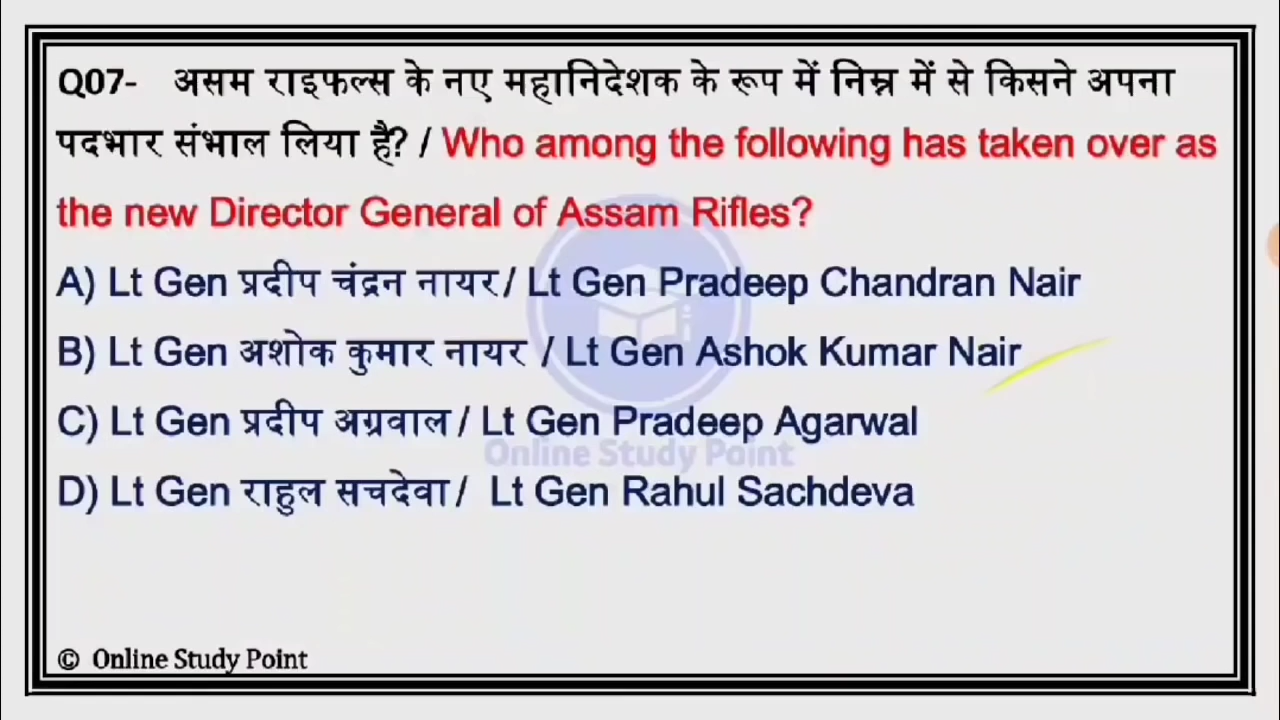 Q07- असम राइफल्स के नए महानिदेशक के रूप में निम्न में से किसने अपना
पदभार संभाल लिया है? / Who among the following has taken over as
the new Director General of Assam Rifles?
A) Lt Gen प्रदीप चंद्रन नायर/ Lt Gen Pradeep Chandran Nair
B) Lt Gen अशोक कुमार नायर / Lt Gen Ashok Kumar Nair
C) Lt Gen प्रदीप अग्रवाल/ Lt Gen Pradeep Agarwal
Online Study Point
D) Lt Gen राहुल सचदेवा/ Lt Gen Rahul Sachdeva
© Online Study Point